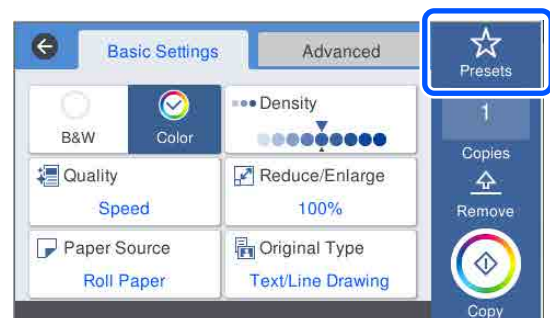 Basic Settings
Advanced
Presets
B&W
Color
Density
1
Copies
Quality
Speed
Reduce/Enlarge
100%
Remove
Paper Source
Roll Paper
Original Type
Text/Line Drawing
Copy